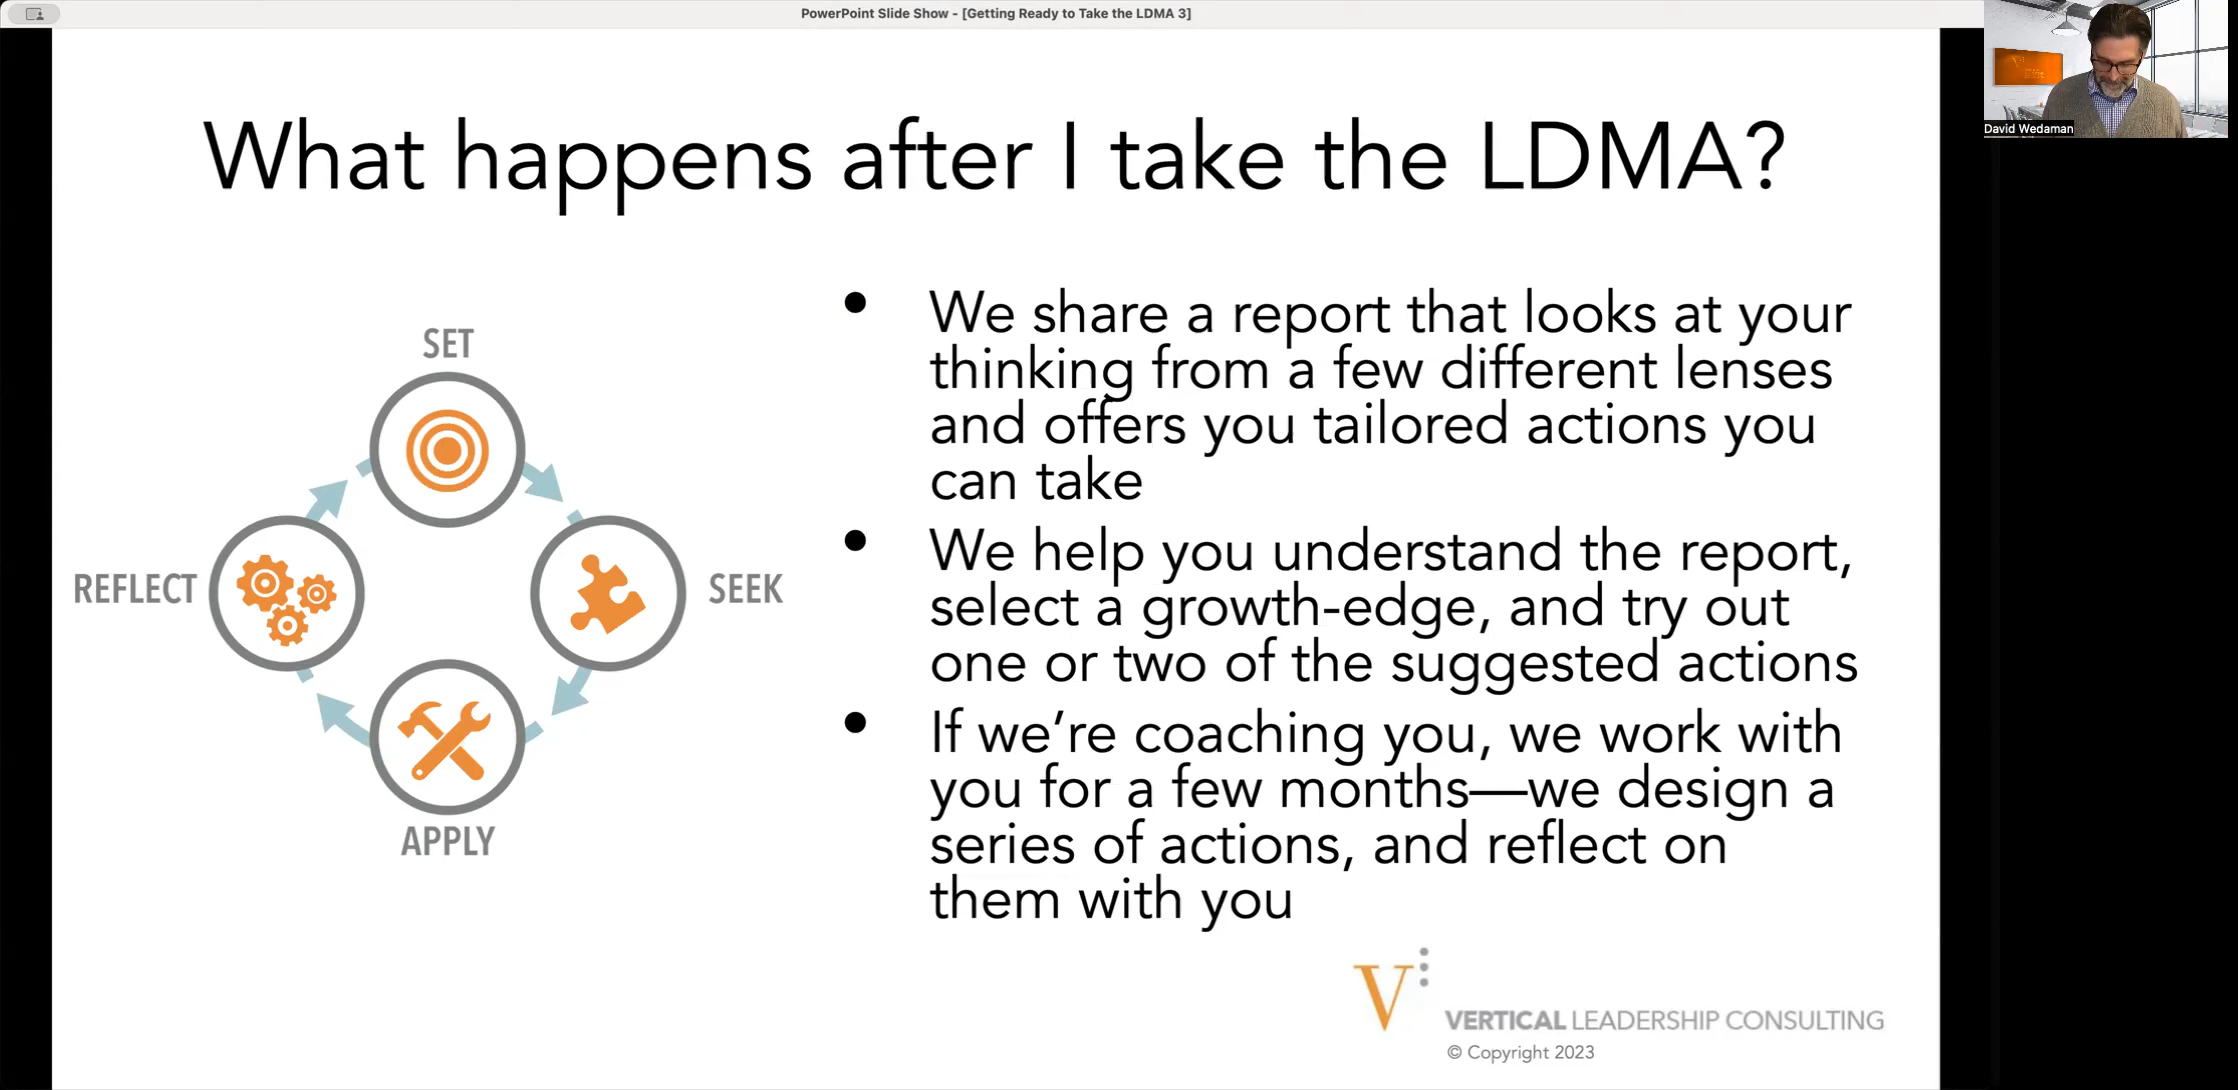 PowerPoint Slide Show - [Getting Ready to Take the LDMA 3]
David Wedaman
What happens after I take the LDMA?
SET
SEEK
APPLY
REFLECT
• We share a report that looks at your
thinking from a few different lenses
and offers you tailored actions you
can take
• We help you understand the report,
select a growth-edge, and try out
one or two of the suggested actions
• If we’re coaching you, we work with
you for a few months—we design a
series of actions, and reflect on
them with you
V
VERTICAL LEADERSHIP CONSULTING
© Copyright 2023